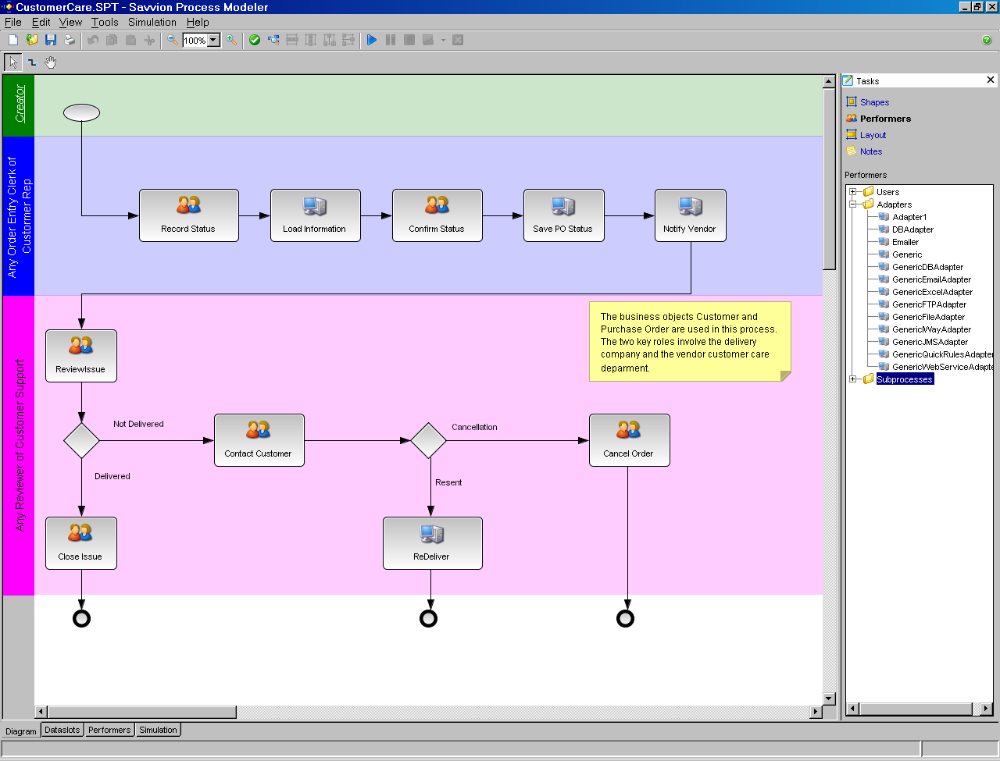 CustomerCare.SPT - Savvion Process Modeler
File Edit View Tools Simulation Help
100%
Creator
Any Order Entry Clerk of
Custormer Rep
Record Status
Load Information
Confirm Status
Save PO Status
Notify Vendor
Any Reviewer of Customer Support
The business objects Customer and
Purchase Order are used in this process.
The two key roles involve the delivery
company and the vendor customer care
deparment.
ReviewIssue
Not Delivered
Contact Customer
Cancellation
Cancel Order
Delivered
Resent
Close Issue
ReDeliver
Tasks
Shapes
Performers
Layout
Notes
Performers
Users
Adapters
Adapter1
DBAdapter
Emailer
Generic
GenericDBAdapter
GenericEmailAdapter
GenericExcelAdapter
GenericFTPAdapter
GenericFileAdapter
GenericIWayAdapter
GenericJMSAdapter
GenericQuickRulesAdapter
GenericWebServiceAdapte
Subprocesses
Diagram Dataslots Performers Simulation